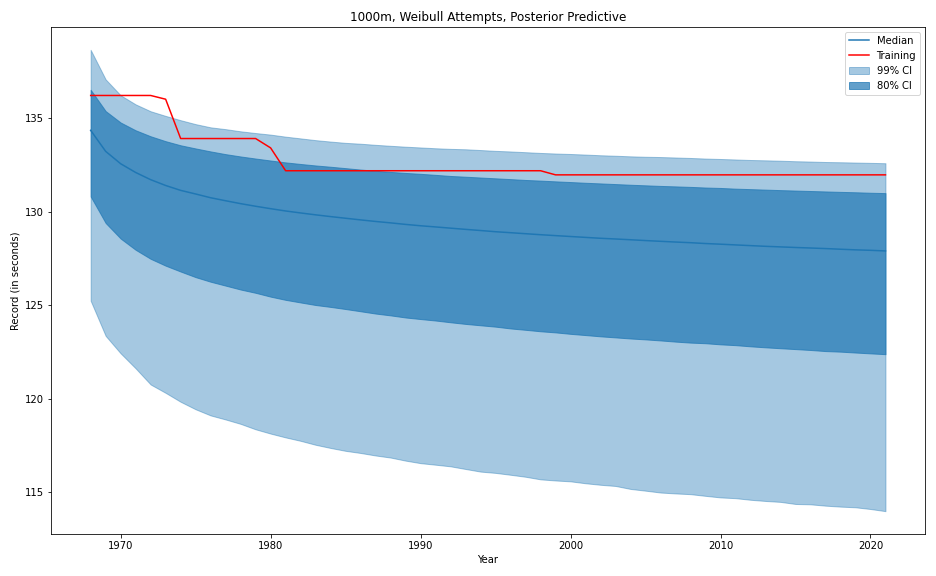 1000m, Weibull Attempts, Posterior Predictive
Median
Training
99% CI
80% CI
Record (in seconds)
135
130
125
120
115
1970 1980 1990 2000 2010 2020
Year